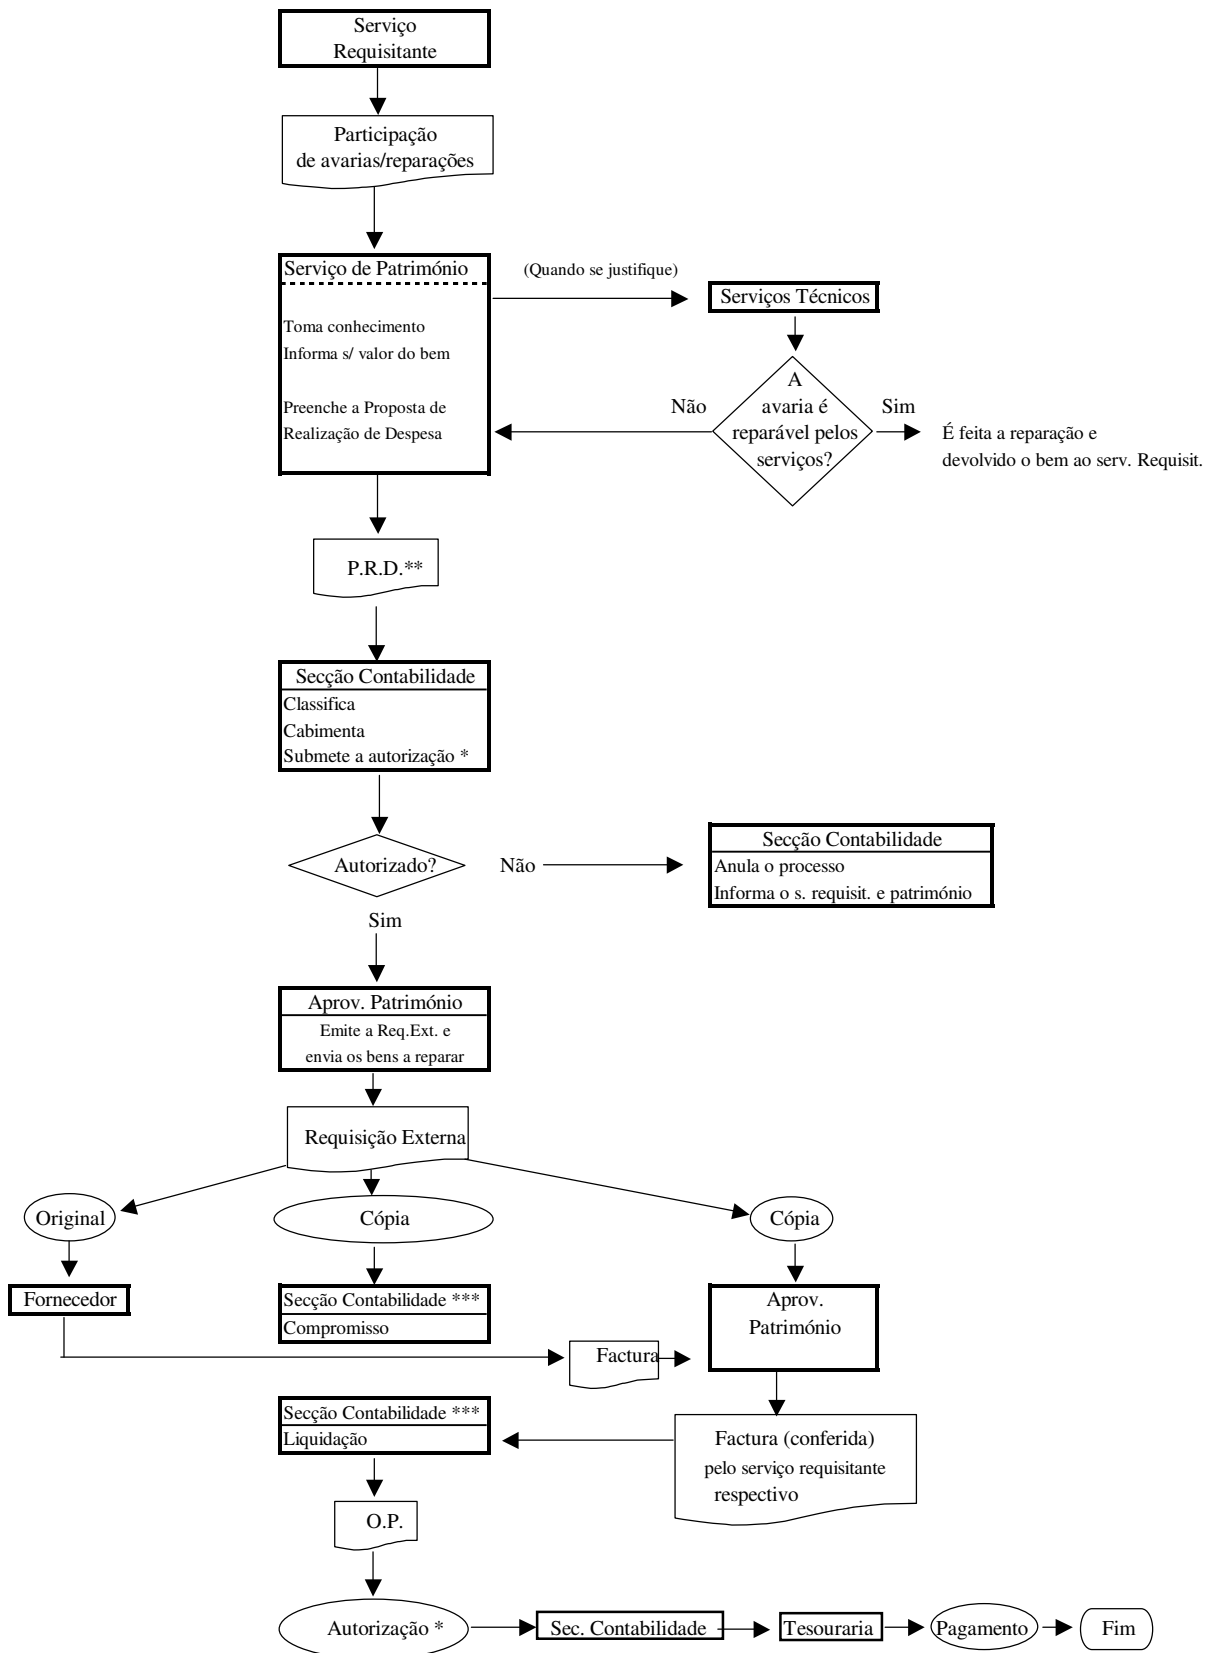 Serviço
Requisitante
Participação
de avarias/reparações
Serviço de Património
(Quando se justifique)
Serviços Técnicos
Toma conhecimento
Informa s/ valor do bem
Preenche a Proposta de
Realização de Despesa
A
avaria é
reparável pelos
serviços?
Não
Sim
É feita a reparação e
devolvido o bem ao serv. Requisit.
P.R.D.**
Secção Contabilidade
Classifica
Cabimenta
Submete a autorização *
Autorizado?
Não
Secção Contabilidade
Anula o processo
Informa o s. requisit. e património
Sim
Aprov. Património
Emite a Req.Ext. e
envia os bens a reparar
Requisição Externa
Original
Cópia
Cópia
Fornecedor
Secção Contabilidade ***
Compromisso
Aprov.
Património
Factura
Secção Contabilidade ***
Liquidação
Factura (conferida)
pelo serviço requisitante
respectivo
O.P.
Autorização *
Sec. Contabilidade
Tesouraria
Pagamento
Fim